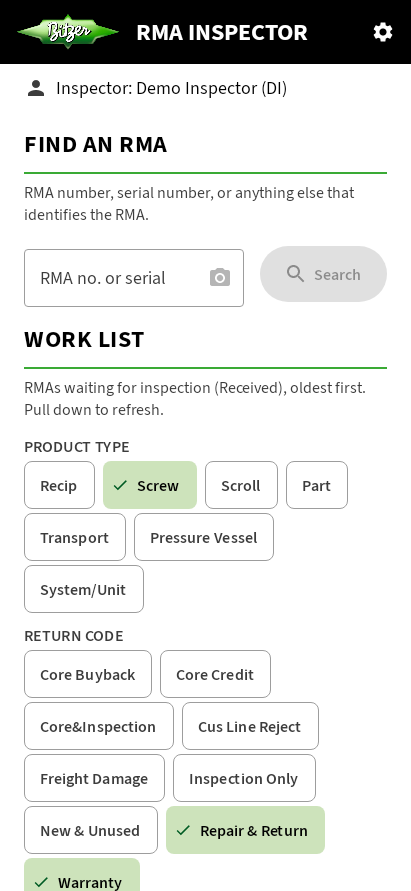 Bitzer RMA INSPECTOR
Inspector: Demo Inspector (DI)
FIND AN RMA
RMA number, serial number, or anything else that
identifies the RMA.
RMA no. or serial Search
WORK LIST
RMAs waiting for inspection (Received), oldest first.
Pull down to refresh.
PRODUCT TYPE
Recip Screw Scroll Part
Transport Pressure Vessel
System/Unit
RETURN CODE
Core Buyback Core Credit
Core&Inspection Cus Line Reject
Freight Damage Inspection Only
New & Unused Repair & Return
Warranty